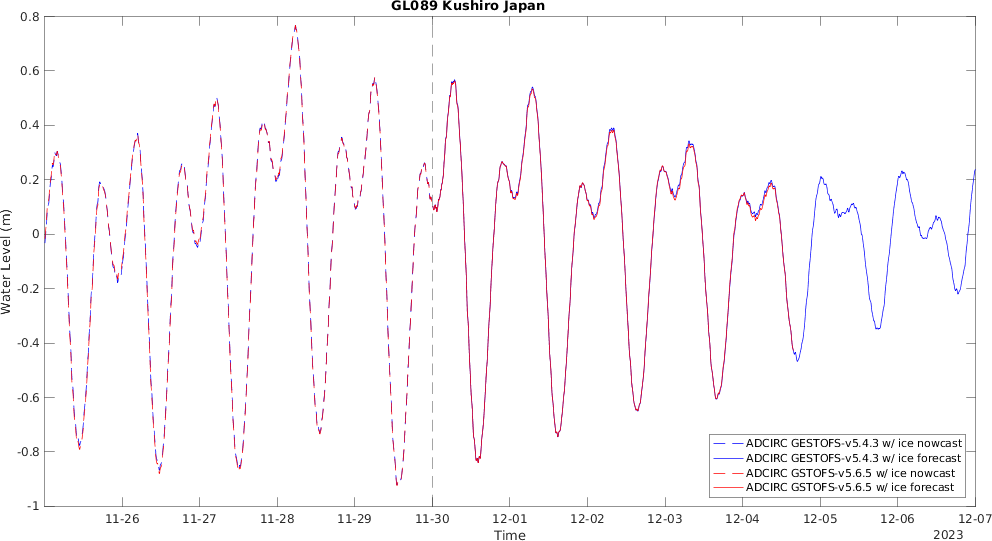 GL089 Kushiro Japan
Water Level (m)
0.8
0.6
0.4
0.2
0
-0.2
-0.4
-0.6
-0.8
-1
ADCIRC GESTOFS-v5.4.3 w/ ice nowcast
ADCIRC GESTOFS-v5.4.3 w/ ice forecast
ADCIRC GSTOFS-v5.6.5 w/ ice nowcast
ADCIRC GSTOFS-v5.6.5 w/ ice forecast
11-26 11-27 11-28 11-29 11-30 12-01 12-02 12-03 12-04 12-05 12-06 12-07
Time
2023